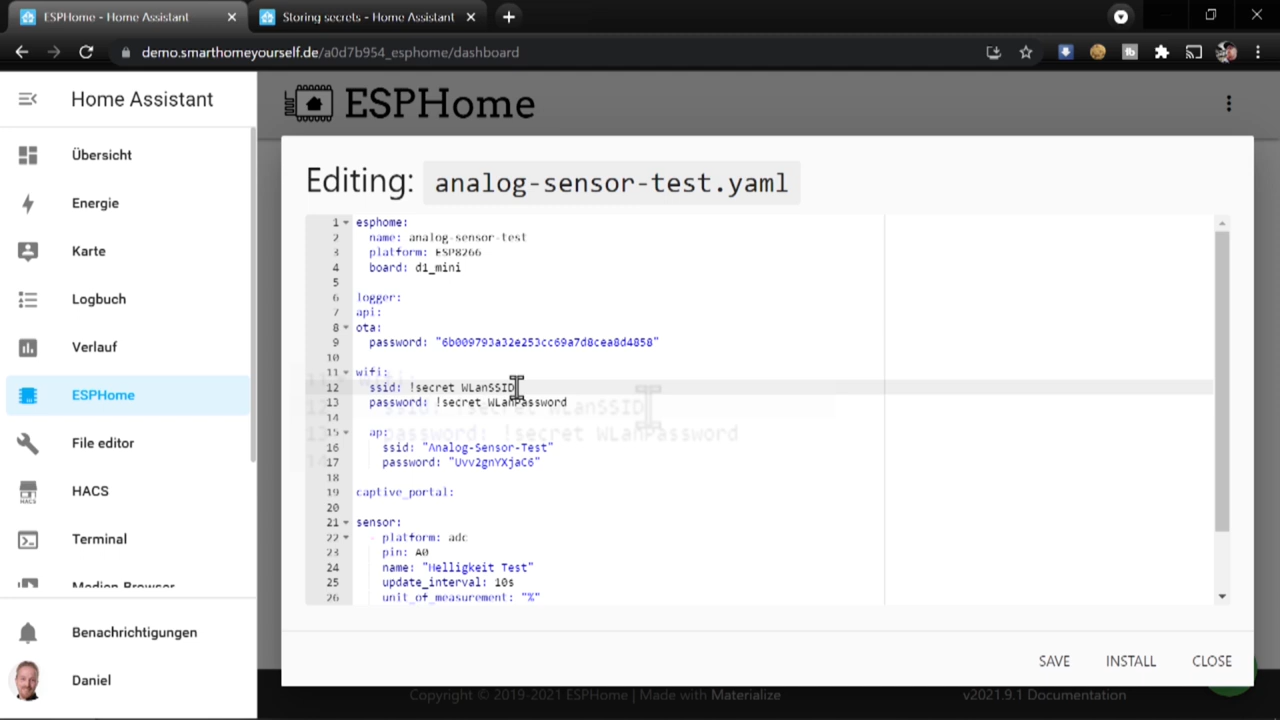 ESPHome - Home Assistant
Storing secrets - Home Assistant
demo.smarthomeyourself.de/a0d7b954_esphome/dashboard
Home Assistant
Übersicht
Energie
Karte
Logbuch
Verlauf
ESPHome
File editor
HACS
Terminal
Medien Browser
Benachrichtigungen
Daniel
ESPHome
Editing: analog-sensor-test.yaml
1 esphome:
2 name: analog-sensor-test
3 platform: ESP8266
4 board: d1_mini
5
6 logger:
7 api:
8 ota:
9 password: "6b009793a32e253cc69a7d8cea8d4858"
10
11 wifi:
12 ssid: !secret WLanSSID
13 password: !secret WLanPassword
14
15 ap:
16 ssid: "Analog-Sensor-Test"
17 password: "Uvv2gnYXjaC6"
18
19 captive_portal:
20
21 sensor:
22 - platform: adc
23 pin: A0
24 name: "Helligkeit Test"
25 update_interval: 10s
26 unit_of_measurement: "%"
SAVE
INSTALL
CLOSE
Copyright © 2019-2021 ESPHome | Made with Materialize
v2021.9.1 Documentation